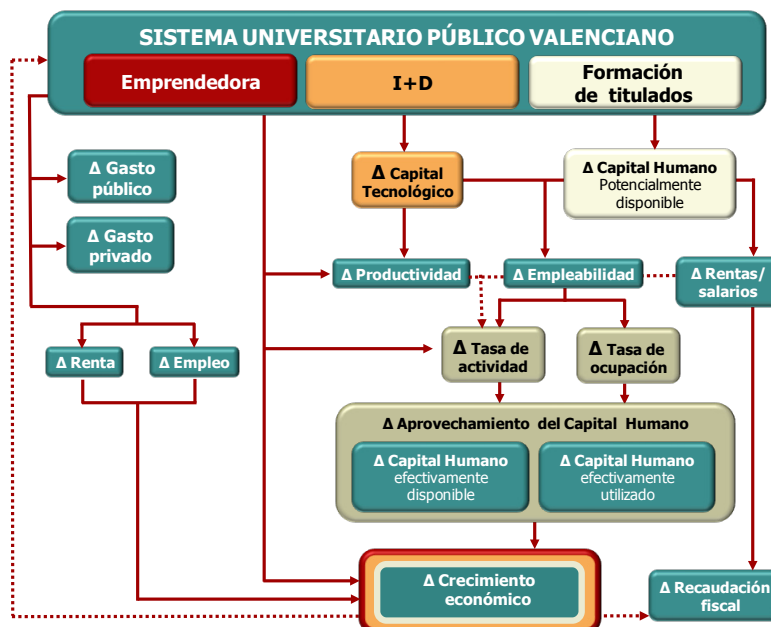 SISTEMA UNIVERSITARIO PÚBLICO VALENCIANO
Emprendedora
I+D
Formación
de titulados
Δ Gasto
público
Δ Capital
Tecnológico
Δ Capital Humano
Potencialmente
disponible
Δ Gasto
privado
Δ Productividad
Δ Empleabilidad
Δ Rentas/
salarios
Δ Renta
Δ Empleo
Δ Tasa de
actividad
Δ Tasa de
ocupación
Δ Aprovechamiento del Capital Humano
Δ Capital Humano
efectivamente
disponible
Δ Capital Humano
efectivamente
utilizado
Δ Crecimiento
económico
Δ Recaudación
fiscal